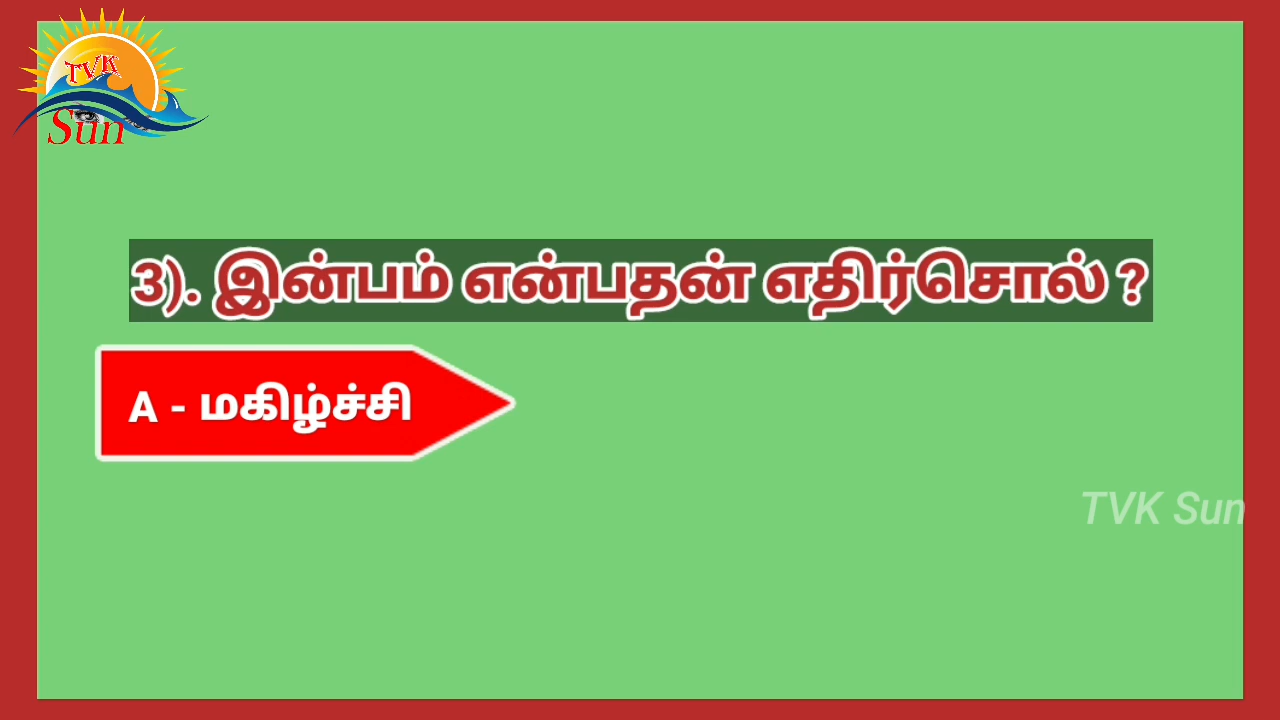 TVK
Sun
3). இன்பம் என்பதன் எதிர்சொல் ?
A - மகிழ்ச்சி
TVK Sun